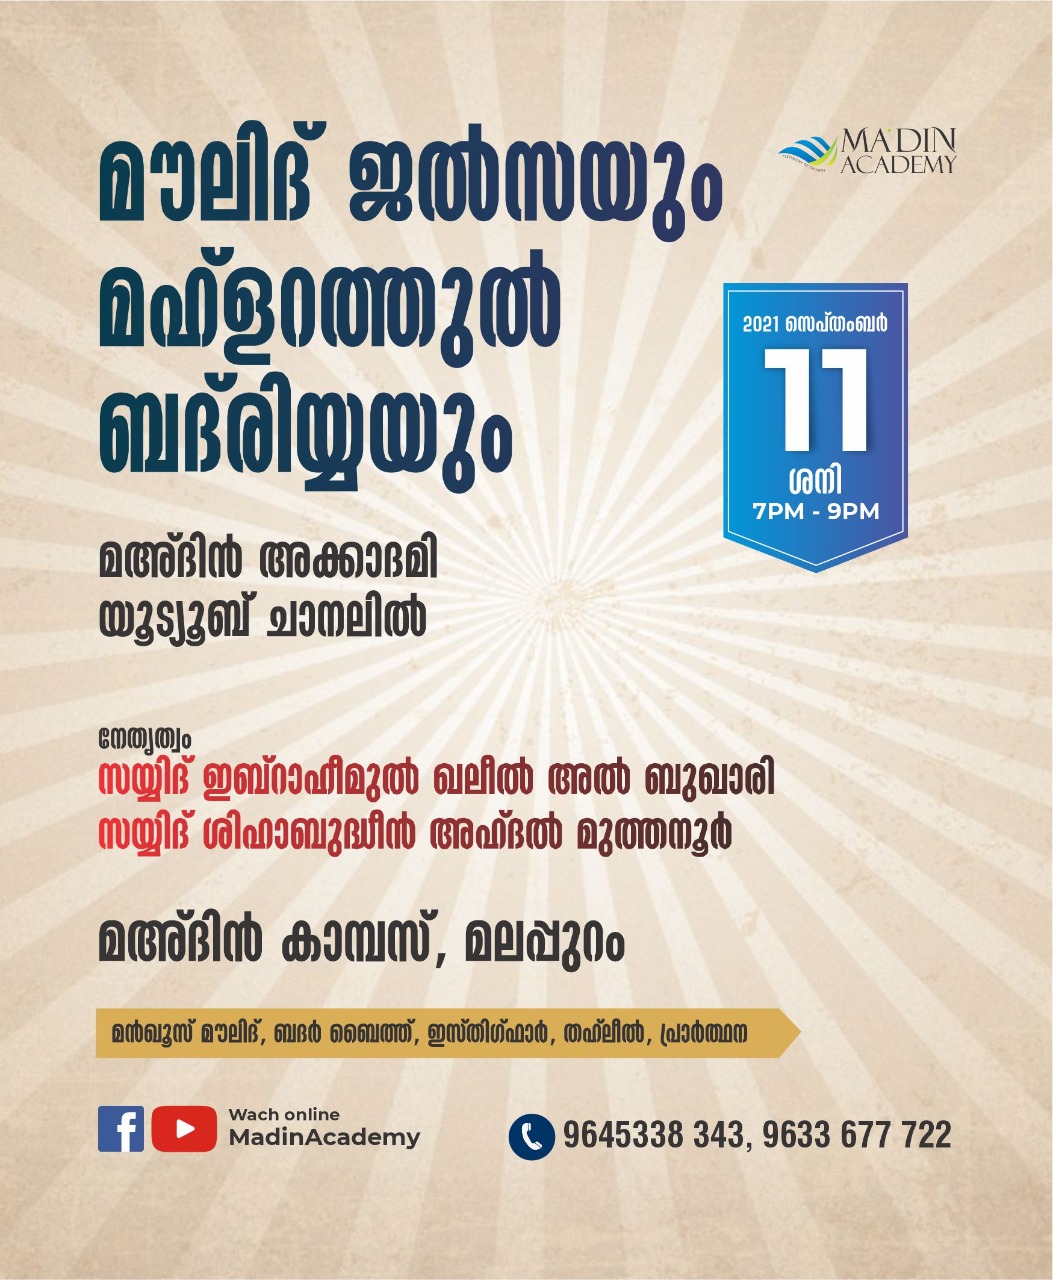 മൗലിദ് ജൽസയും
മഹ്ളറത്തുൽ
ബദ്‌രിയ്യയും
MA'DIN
ACADEMY
2021 സെപ്തംബർ
11
ശനി
7PM - 9PM
മഅ്ദിൻ അക്കാദമി
യൂട്യൂബ് ചാനലിൽ
നേതൃത്വം
സയ്യിദ് ഇബ്റാഹീമുൽ ഖലീൽ അൽ ബുഖാരി
സയ്യിദ് ശിഹാബുദ്ധീൻ അഹ്ദൽ മുത്തനൂർ
മഅ്ദിൻ കാമ്പസ്, മലപ്പുറം
മൻഖൂസ് മൗലിദ്, ബദർ ബൈത്ത്, ഇസ്തിഗ്ഫാർ, തഹ്‌ലീൽ, പ്രാർത്ഥന
Wach online
MadinAcademy
9645338 343, 9633 677 722